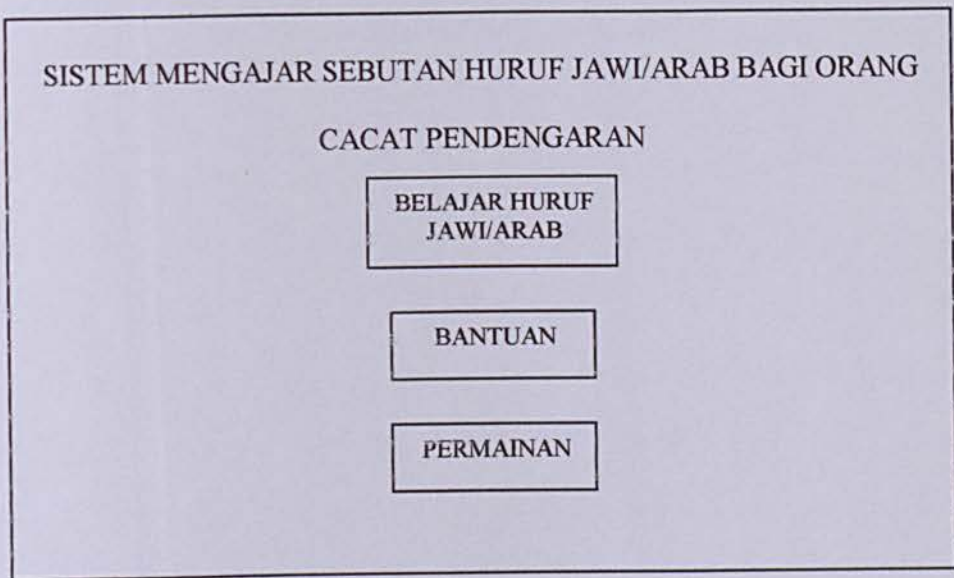 SISTEM MENGAJAR SEBUTAN HURUF JAWI/ARAB BAGI ORANG
CACAT PENDENGARAN
BELAJAR HURUF
JAWI/ARAB
BANTUAN
PERMAINAN